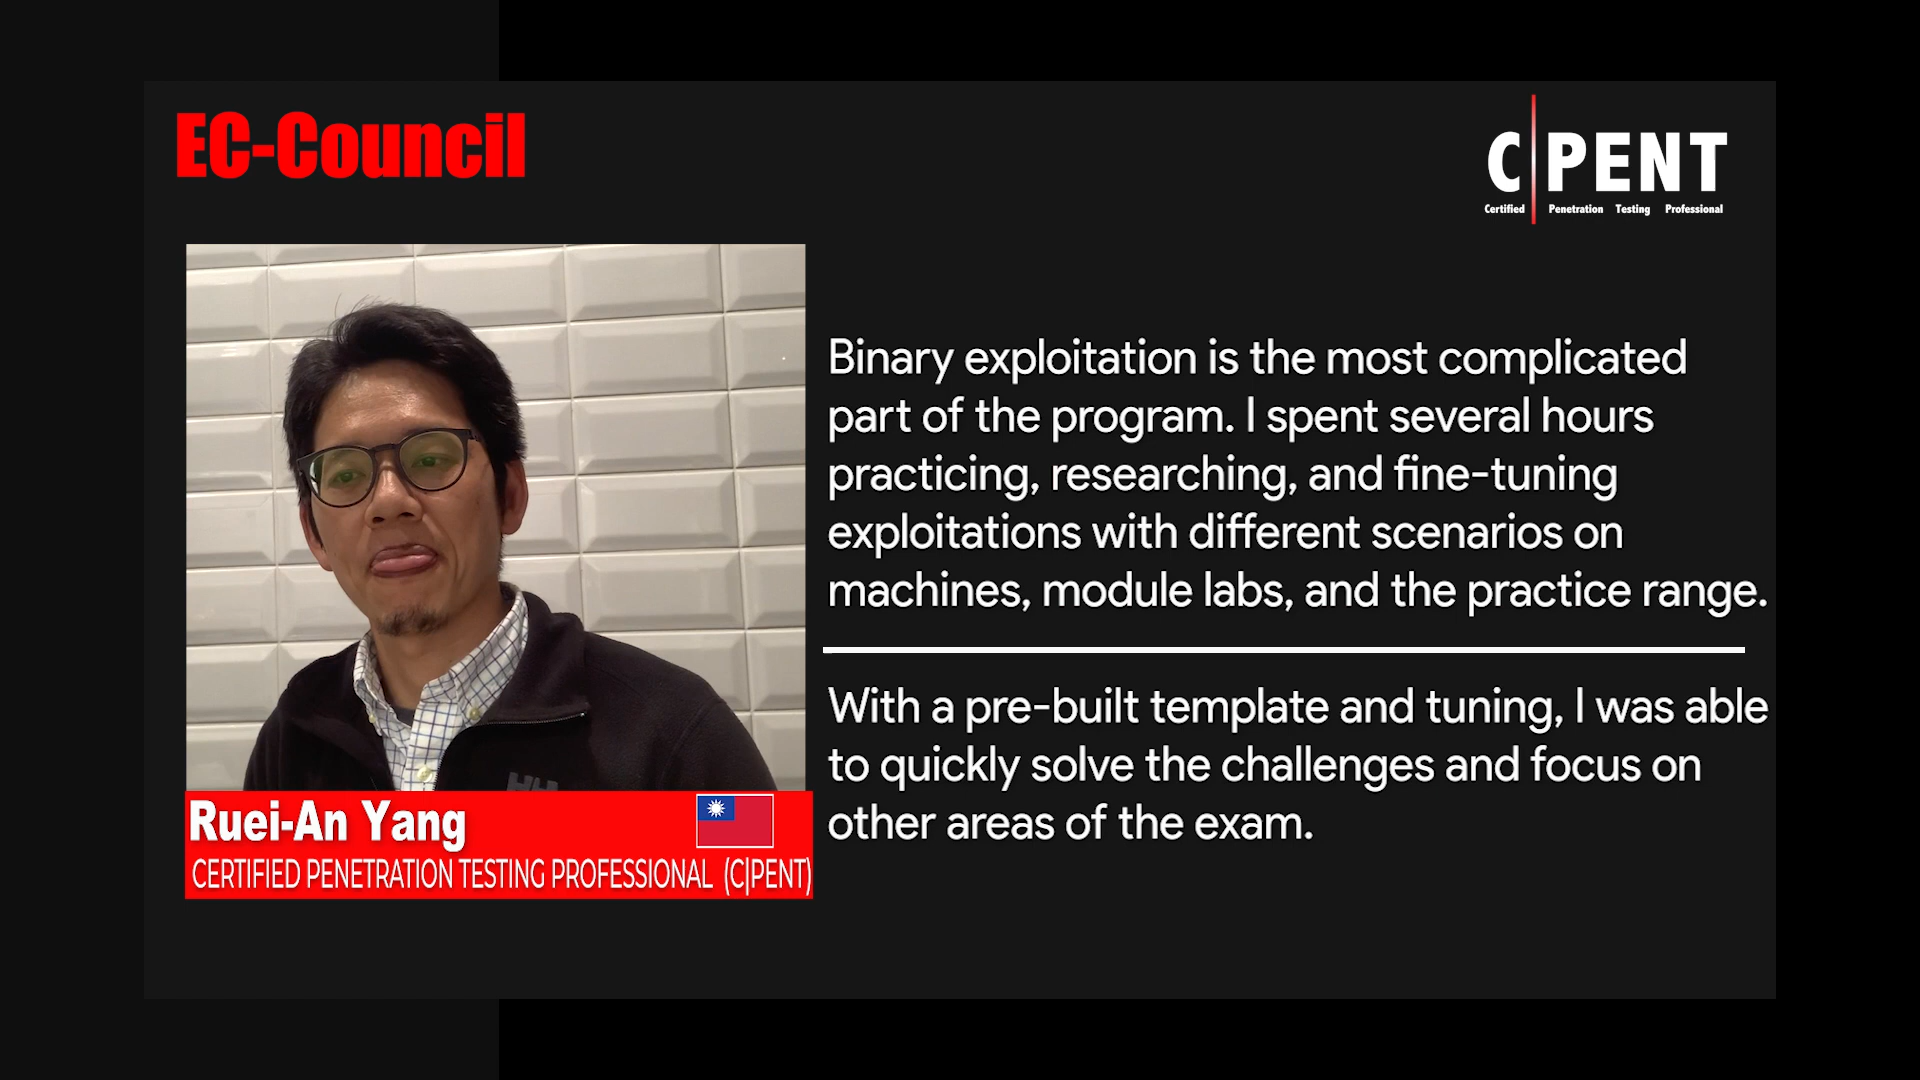 EC-Council
C|PENT
Certified Penetration Testing Professional
Binary exploitation is the most complicated
part of the program. I spent several hours
practicing, researching, and fine-tuning
exploitations with different scenarios on
machines, module labs, and the practice range.
With a pre-built template and tuning, I was able
to quickly solve the challenges and focus on
other areas of the exam.
Ruei-An Yang
CERTIFIED PENETRATION TESTING PROFESSIONAL (C|PENT)